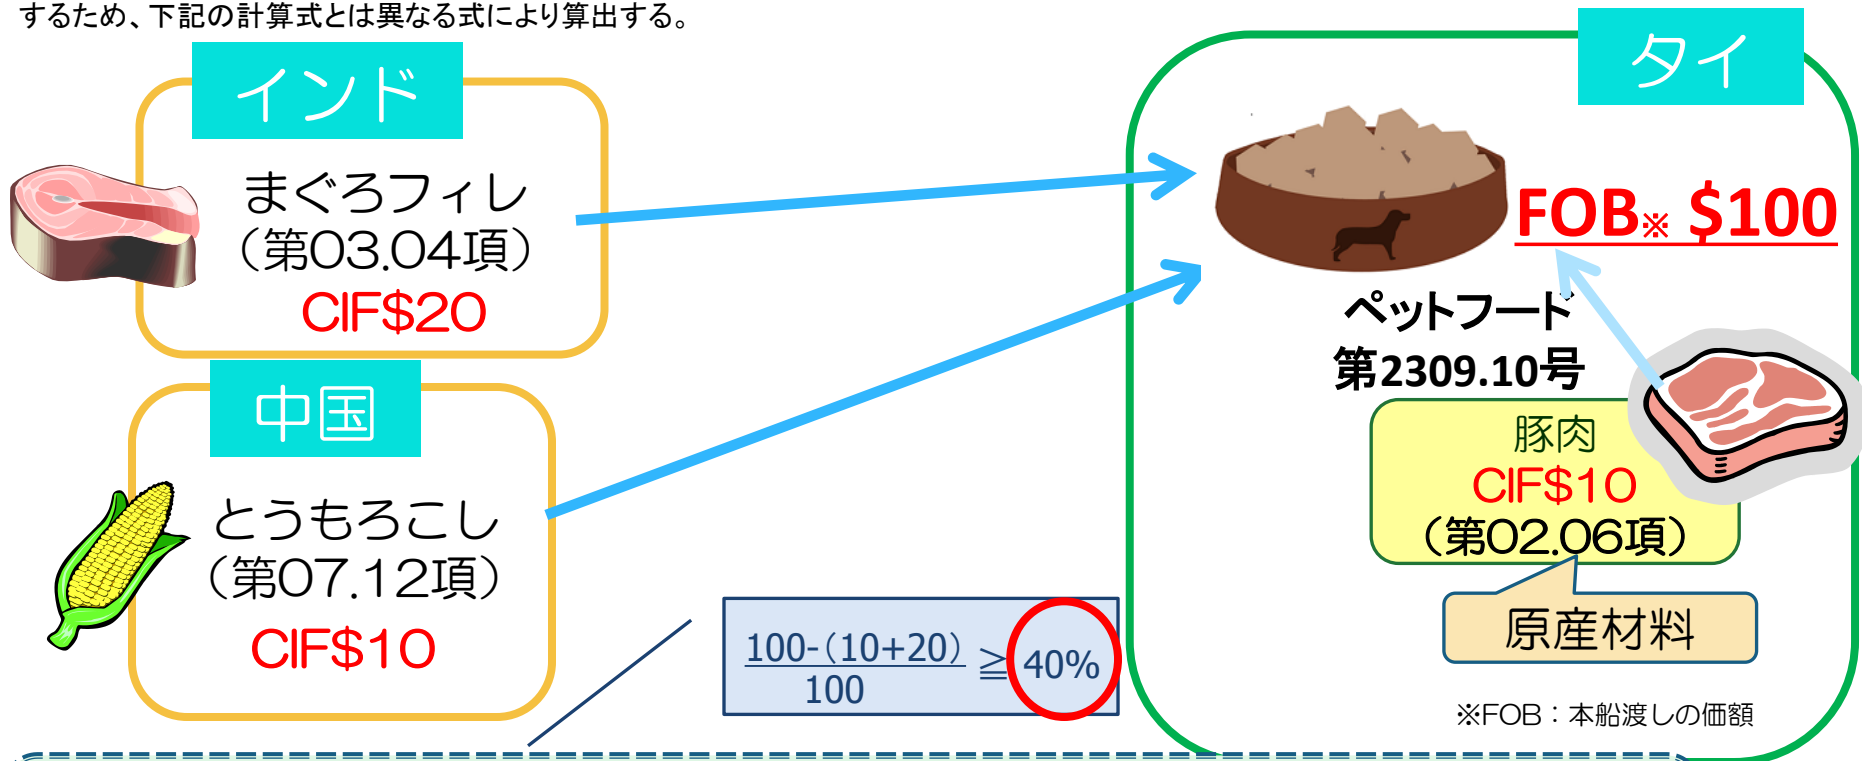 するため、下記の計算式とは異なる式により算出する。
インド
まぐろフィレ
（第03.04項）
CIF$20
中国
とうもろこし
（第07.12項）
CIF$10
100-(10+20)
100
≧ 40%
タイ
FOB※ $100
ペットフード
第2309.10号
豚肉
CIF$10
（第02.06項）
原産材料
※FOB：本船渡しの価額